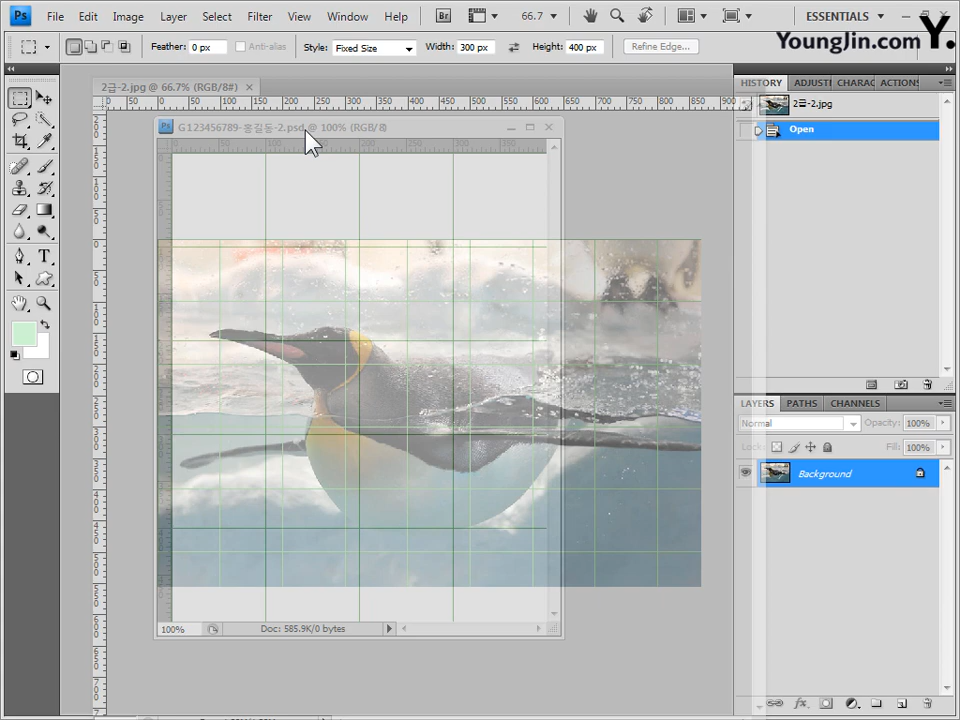 Ps File Edit Image Layer Select Filter View Window Help Br 66.7 ESSENTIALS
YoungJin.com Y.
Feather: 0 px Anti-alias Style: Fixed Size Width: 300 px Height: 400 px Refine Edge...
2급-2.jpg @ 66.7% (RGB/8#)
HISTORY ADJUSTI CHARAC ACTIONS
2급-2.jpg
Open
Ps G123456789-홍길동-2.psd @ 100% (RGB/8)
LAYERS PATHS CHANNELS
Normal Opacity: 100%
Fill: 100%
Background
100% Doc: 585.9K/0 bytes